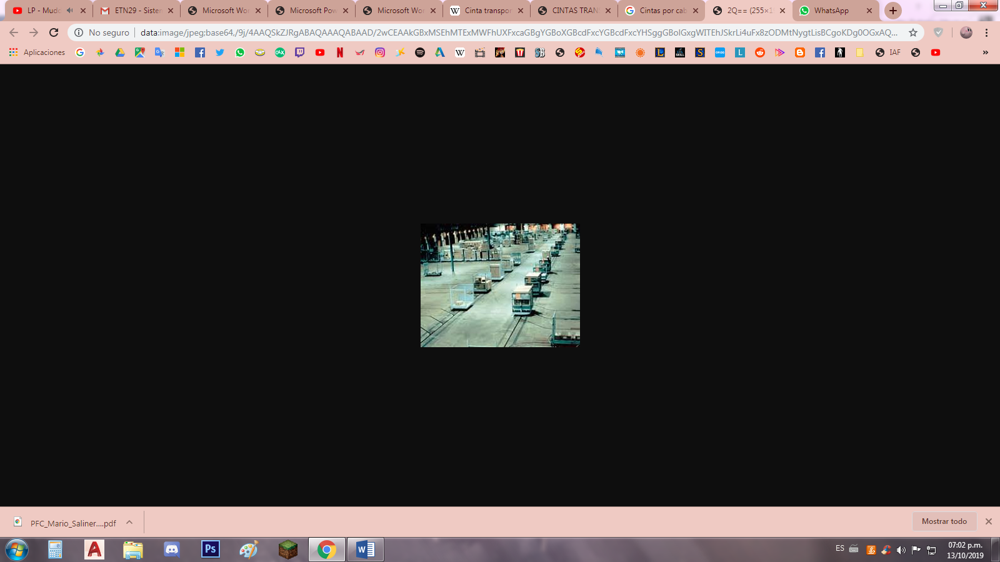 LP - Mudd
ETN29 - Sister
Microsoft Wor
Microsoft Pow
Microsoft Wor
Cinta transpor
CINTAS TRAN
Cintas por cab
2Q== (255×1
WhatsApp
No seguro
data:image/jpeg;base64,/9j/4AAQSkZJRgABAQAAAQABAAD/2wCEAAkGBxMSEhMTExMWFhUXFxcaGBgYGBoXGBcdFxcYGBcdFxcYHSggGBolGxgWITEhJSkrLi4uFx8zODMtNygtLisBCgoKDg0OGxAQ...
Aplicaciones
IAF
»
PFC_Mario_Saliner....pdf
Mostrar todo
ES
07:02 p.m.
13/10/2019